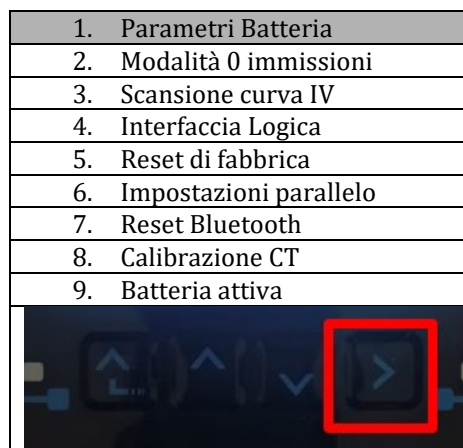 1. Parametri Batteria
2. Modalità 0 immissioni
3. Scansione curva IV
4. Interfaccia Logica
5. Reset di fabbrica
6. Impostazioni parallelo
7. Reset Bluetooth
8. Calibrazione CT
9. Batteria attiva